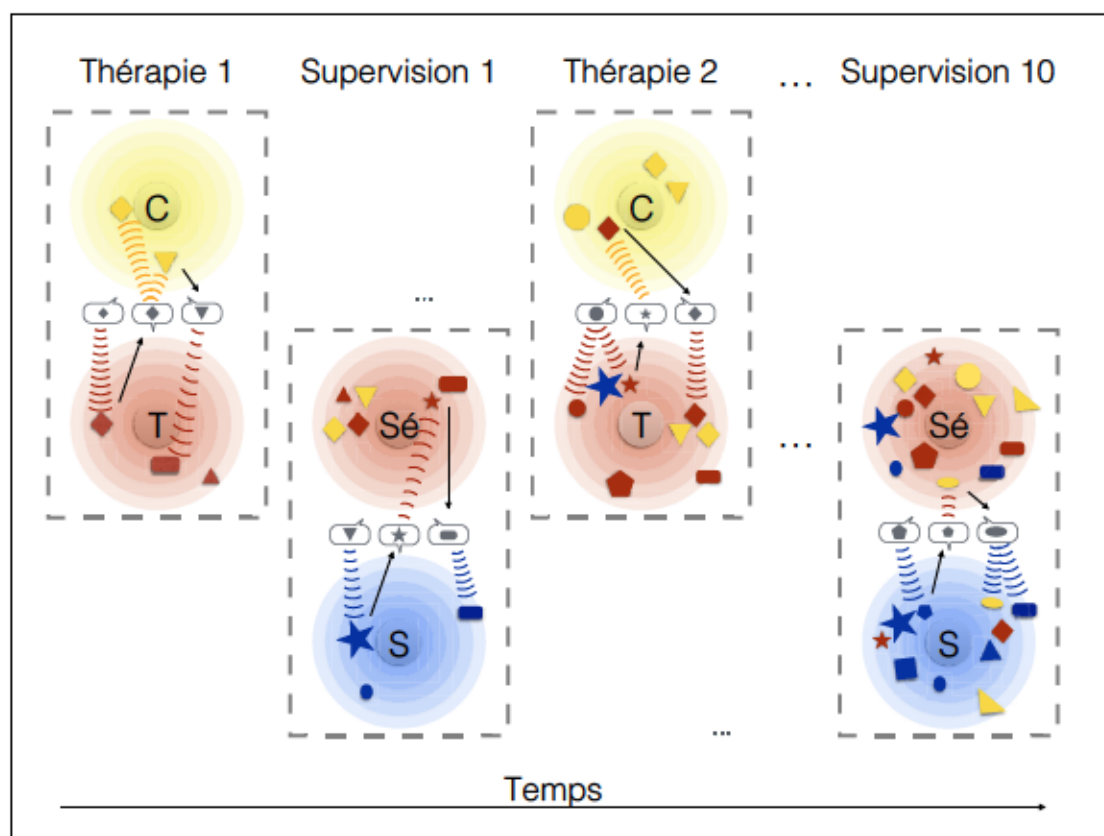 Thérapie 1
Supervision 1
Thérapie 2
...
Supervision 10
C
T
...
Sé
S
C
T
...
...
Sé
S
Temps